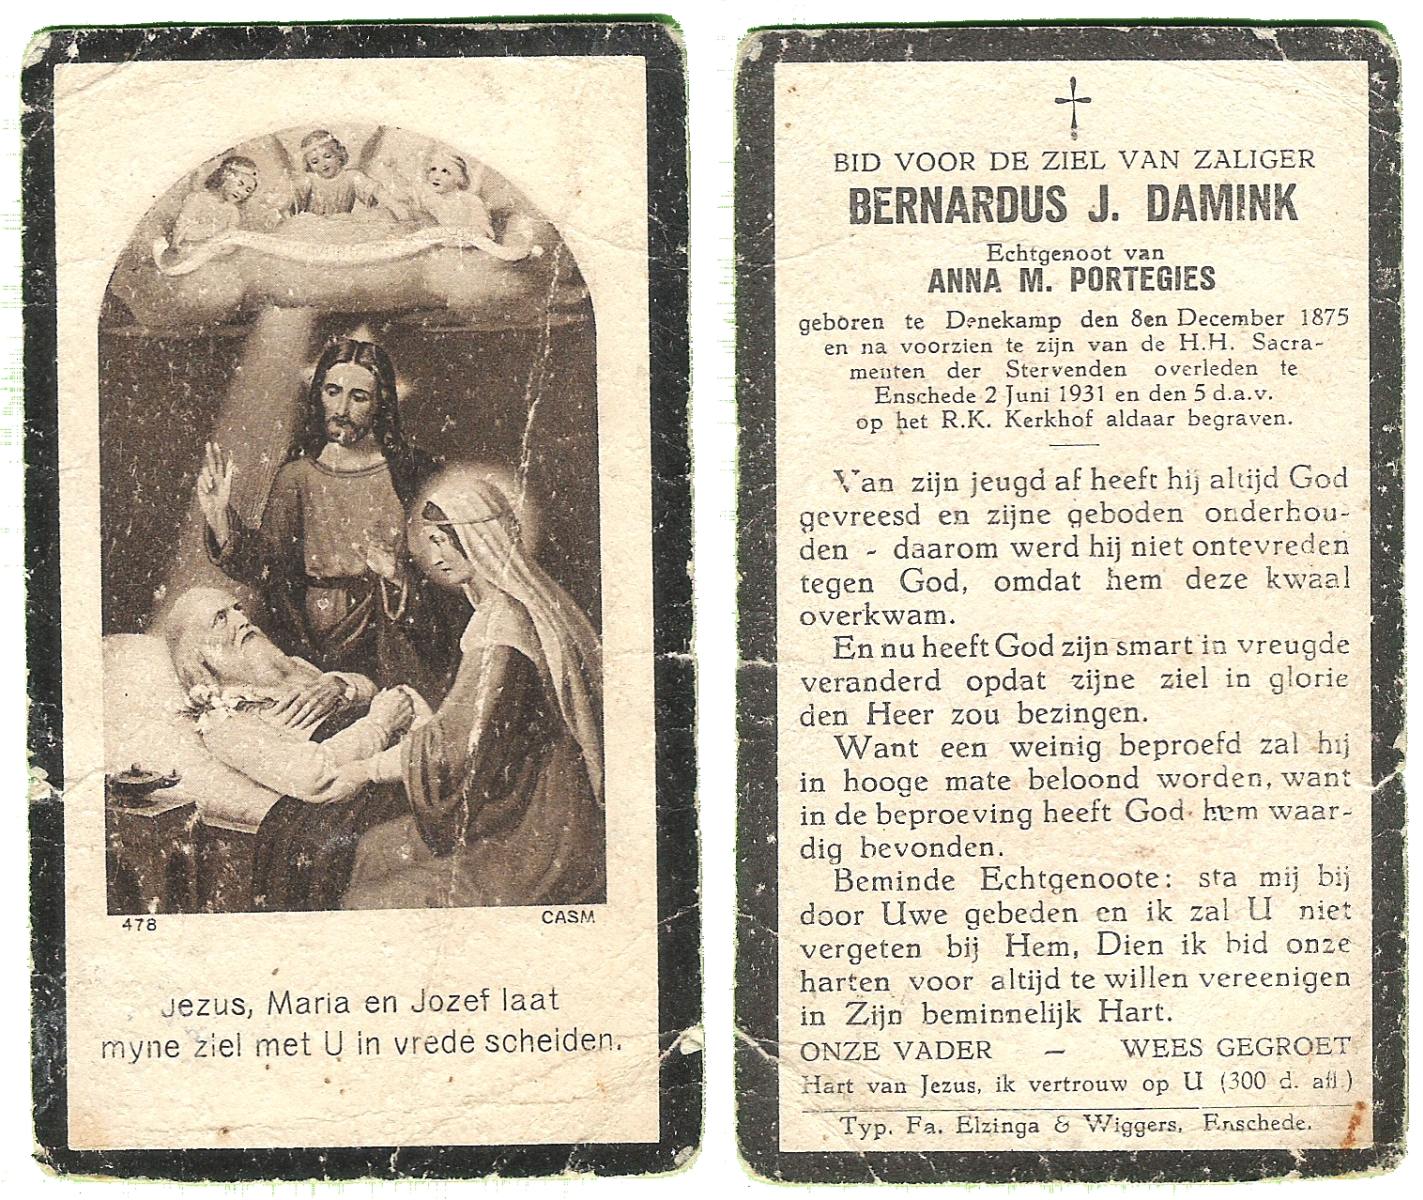 478
CASM
Jezus, Maria en Jozef laat
myne ziel met U in vrede scheiden.
BID VOOR DE ZIEL VAN ZALIGER
BERNARDUS J. DAMINK
Echtgenoot van
ANNA M. PORTEGIES
geboren te Denekamp den 8en December 1875
en na voorzien te zijn van de H.H. Sacra-
menten der Stervenden overleden te
Enschede 2 Juni 1931 en den 5 d.a.v.
op het R.K. Kerkhof aldaar begraven.
Van zijn jeugd af heeft hij altijd God
gevreesd en zijne geboden onderhou-
den - daarom werd hij niet ontevreden
tegen God, omdat hem deze kwaal
overkwam.
En nu heeft God zijn smart in vreugde
veranderd opdat zijne ziel in glorie
den Heer zou bezingen.
Want een weinig beproefd zal hij
in hooge mate beloond worden, want
in de beproeving heeft God hem waar-
dig bevonden.
Beminde Echtgenoote: sta mij bij
door Uwe gebeden en ik zal U niet
vergeten bij Hem, Dien ik bid onze
harten voor altijd te willen vereenigen
in Zijn beminnelijk Hart.
ONZE VADER — WEES GEGROET
Hart van Jezus, ik vertrouw op U (300 d. afl.)
Typ. Fa. Elzinga & Wiggers, Enschede.